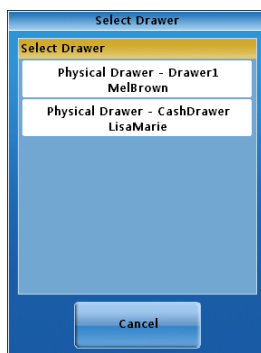 Select Drawer
Select Drawer
Physical Drawer - Drawer1
MelBrown
Physical Drawer - CashDrawer
LisaMarie
Cancel